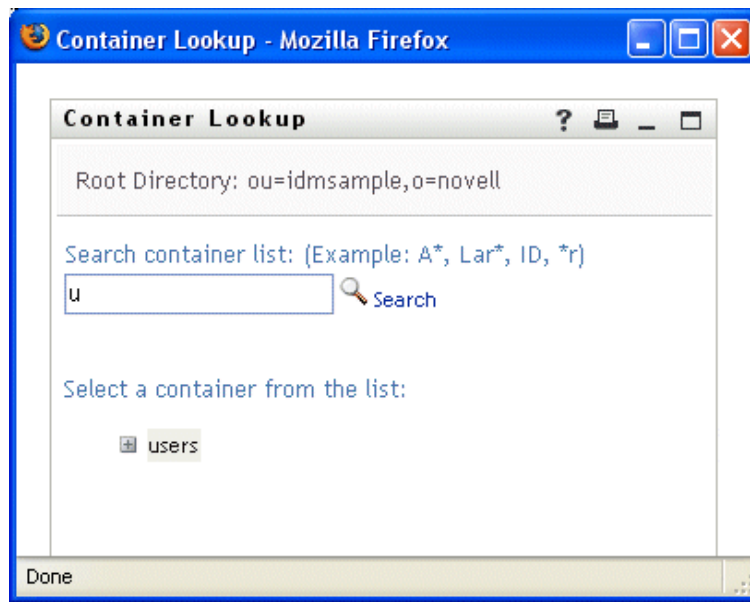 Container Lookup - Mozilla Firefox
Container Lookup
Root Directory: ou=idmsample,o=novell
Search container list: (Example: A*, Lar*, ID, *r)
u Search
Select a container from the list:
users
Done